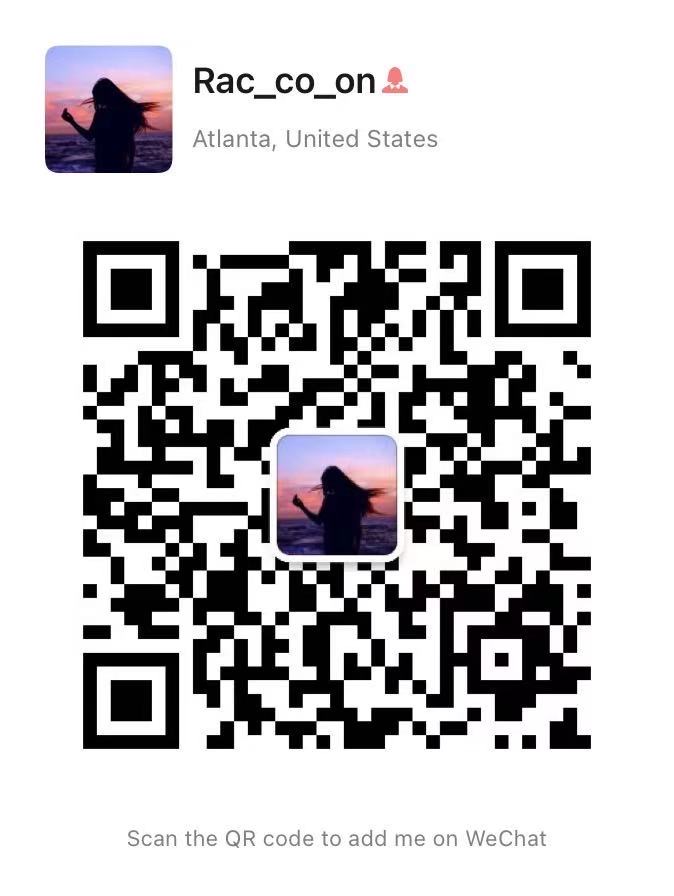 Rac_co_on
Atlanta, United States
Scan the QR code to add me on WeChat